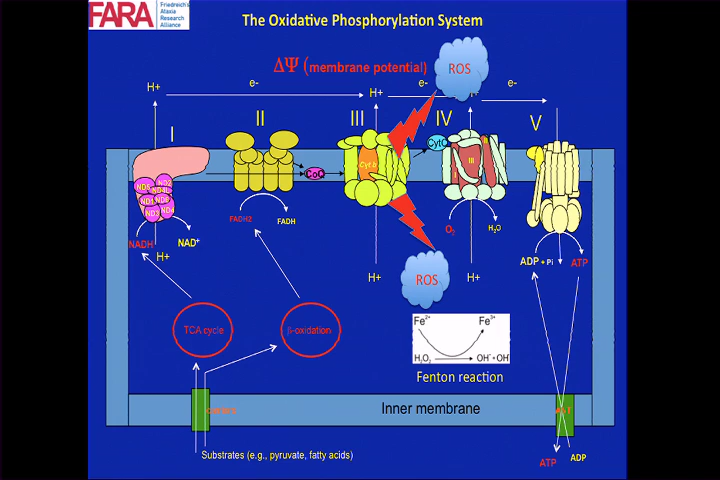 FARA
Friedreich's
Ataxia
Research
Alliance
The Oxidative Phosphorylation System
ΔΨ (membrane potential)
ROS
H+
e-
H+
e-
e-
I
II
III
IV
V
CytC
Cyt b
CoQ
III
I
ND6
ND2
ND4L
ND1
ND5
ND3
ND4
NADH
NAD⁺
H+
FADH2
FADH
O₂
H₂O
ADP + Pi
ATP
H+
ROS
H+
TCA cycle
β-oxidation
Fe²⁺
Fe³⁺
H₂O₂
OH⁻ + OH
Fenton reaction
Inner membrane
Substrates (e.g., pyruvate, fatty acids)
ATP
ADP